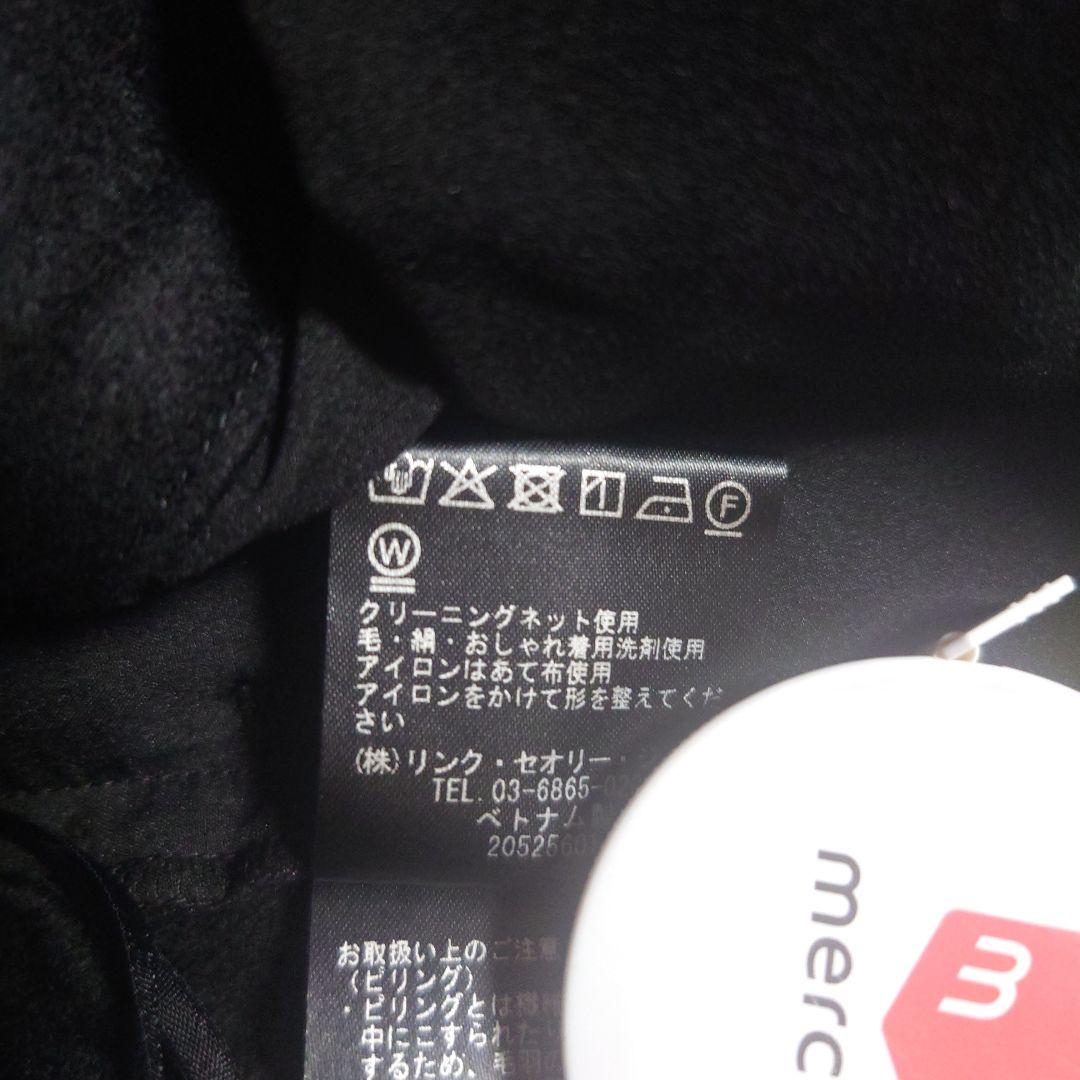 F
W
クリーニングネット使用
毛・絹・おしゃれ着用洗剤使用
アイロンはあて布使用
アイロンをかけて形を整えてくだ
さい
(株)リンク・セオリー・
TEL. 03-6865-
ベトナム
205256
お取扱い上のご注意
(ピリング)
・ピリングとは
中にこすられた
するため、毛羽
merc
m